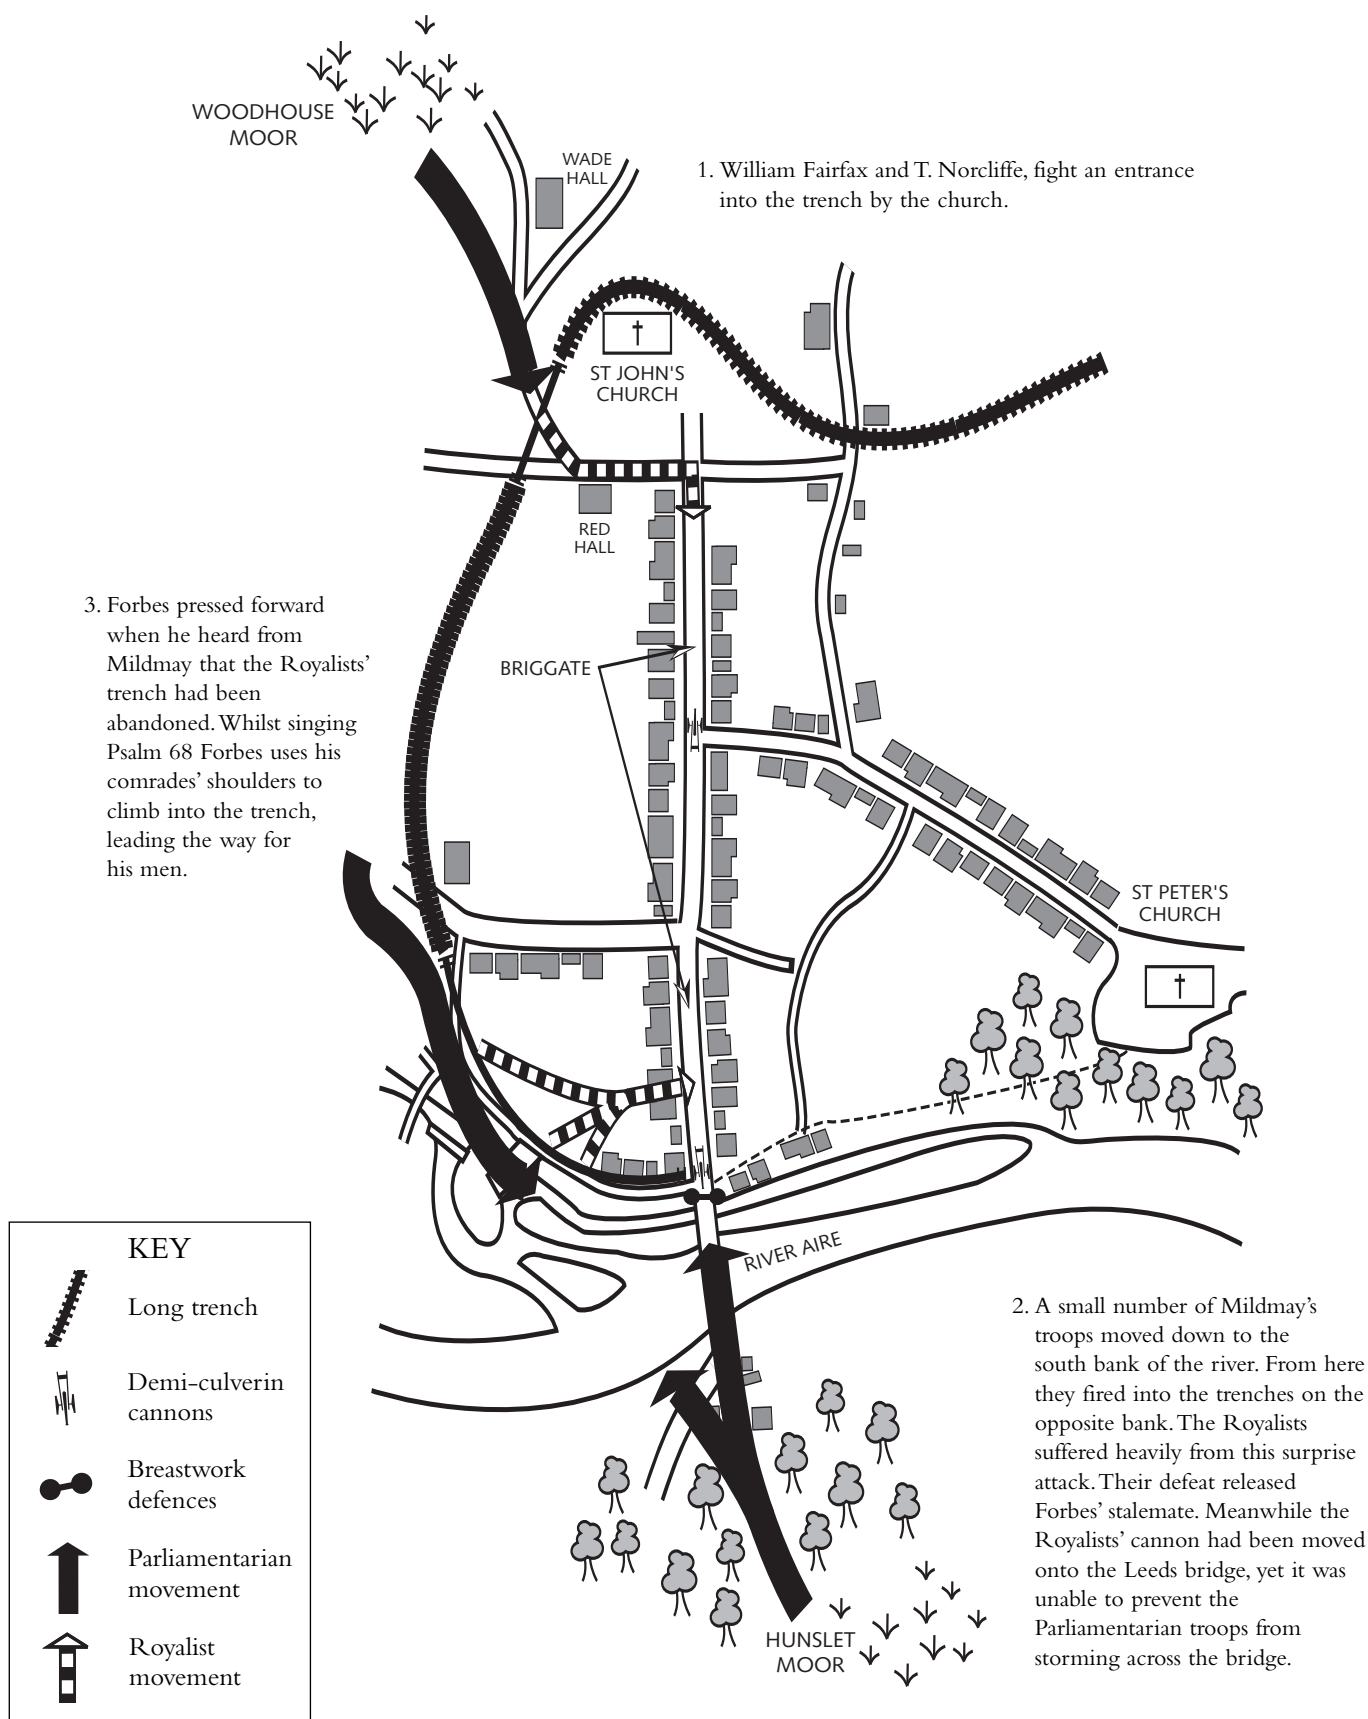 WOODHOUSE
MOOR
WADE
HALL
1. William Fairfax and T. Norcliffe, fight an entrance
into the trench by the church.
ST JOHN'S
CHURCH
RED
HALL
3. Forbes pressed forward
when he heard from
Mildmay that the Royalists’
trench had been
abandoned. Whilst singing
Psalm 68 Forbes uses his
comrades’ shoulders to
climb into the trench,
leading the way for
his men.
BRIGGATE
ST PETER'S
CHURCH
RIVER AIRE
KEY
Long trench
Demi-culverin
cannons
Breastwork
defences
Parliamentarian
movement
Royalist
movement
2. A small number of Mildmay’s
troops moved down to the
south bank of the river. From here
they fired into the trenches on the
opposite bank. The Royalists
suffered heavily from this surprise
attack. Their defeat released
Forbes’ stalemate. Meanwhile the
Royalists’ cannon had been moved
onto the Leeds bridge, yet it was
unable to prevent the
Parliamentarian troops from
storming across the bridge.
HUNSLET
MOOR